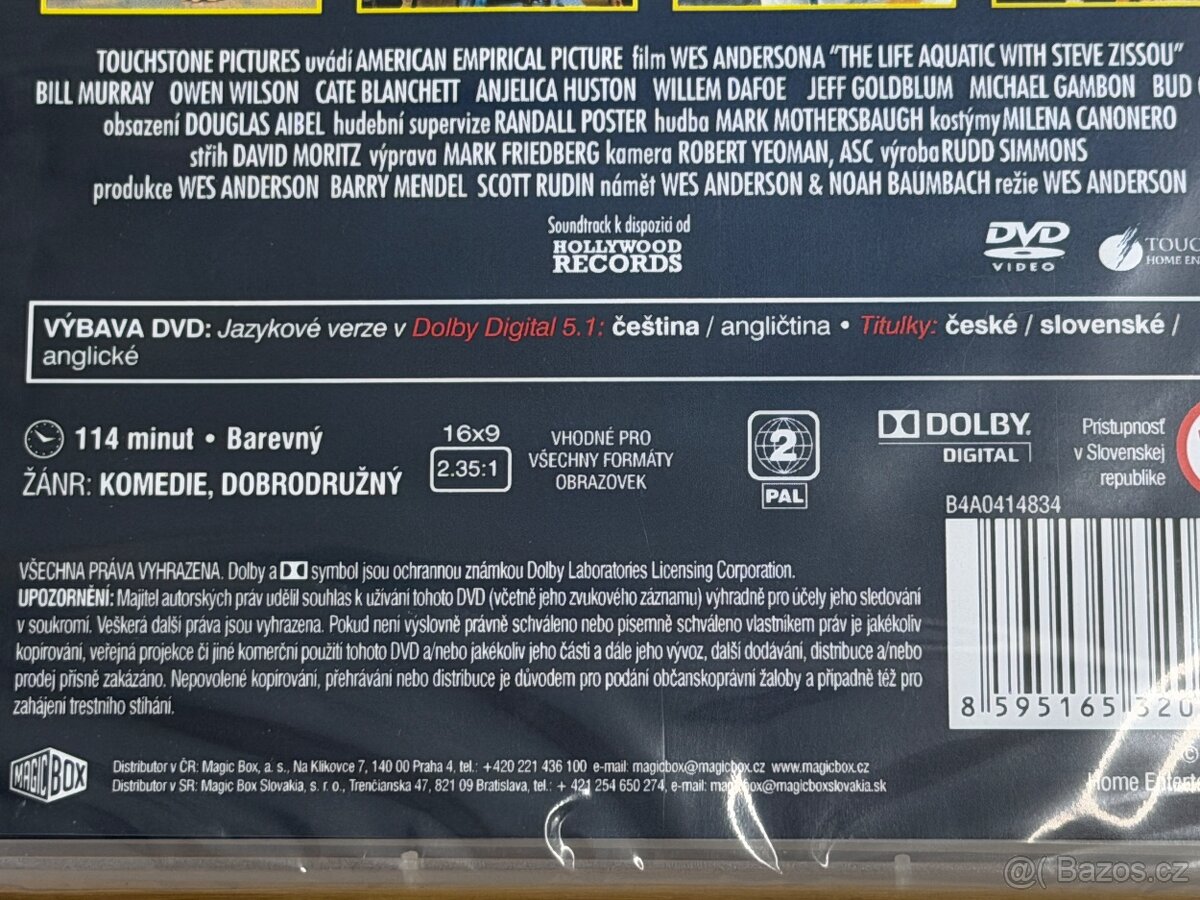 TOUCHSTONE PICTURES uvádí AMERICAN EMPIRICAL PICTURE film WES ANDERSONA "THE LIFE AQUATIC WITH STEVE ZISSOU"
BILL MURRAY OWEN WILSON CATE BLANCHETT ANJELICA HUSTON WILLEM DAFOE JEFF GOLDBLUM MICHAEL GAMBON BUD
obsazení DOUGLAS AIBEL hudební supervize RANDALL POSTER hudba MARK MOTHERSBAUGH kostýmy MILENA CANONERO
střih DAVID MORITZ výprava MARK FRIEDBERG kamera ROBERT YEOMAN, ASC výroba RUDD SIMMONS
produkce WES ANDERSON BARRY MENDEL SCOTT RUDIN námět WES ANDERSON & NOAH BAUMBACH režie WES ANDERSON
Soundtrack k dispozici od
HOLLYWOOD
RECORDS
DVD
VIDEO
TOUC
HOME EN
VÝBAVA DVD: Jazykové verze v Dolby Digital 5.1: čeština / angličtina • Titulky: české / slovenské /
anglické
114 minut • Barevný
ŽÁNR: KOMEDIE, DOBRODRUŽNÝ
16x9
2.35:1
VHODNÉ PRO
VŠECHNY FORMÁTY
OBRAZOVEK
2
PAL
DOLBY
DIGITAL
Prístupnosť
v Slovenskej
republike
B4A0414834
VŠECHNA PRÁVA VYHRAZENA. Dolby a symbol jsou ochrannou známkou Dolby Laboratories Licensing Corporation.
UPOZORNĚNÍ: Majitel autorských práv udělil souhlas k užívání tohoto DVD (včetně jeho zvukového záznamu) výhradně pro účely jeho sledování
v soukromí. Veškerá další práva jsou vyhrazena. Pokud není výslovně právně schváleno nebo písemně schváleno vlastníkem práv je jakékoliv
kopírování, veřejná projekce či jiné komerční použití tohoto DVD a/nebo jakékoliv jeho části a dále jeho vývoz, další dodávání, distribuce a/nebo
prodej přísně zakázáno. Nepovolené kopírování, přehrávání nebo distribuce je důvodem pro podání občanskoprávní žaloby a případně též pro
zahájení trestního stíhání.
8 595165 320
MAGIC BOX
Distributor v ČR: Magic Box, a. s., Na Klikovce 7, 140 00 Praha 4, tel.: +420 221 436 100 e-mail: magicbox@magicbox.cz www.magicbox.cz
Distributor v SR: Magic Box Slovakia, s. r. o., Trenčianska 47, 821 09 Bratislava, tel.: + 421 254 650 274, e-mail: magicbox@magicboxslovakia.sk
©
Home Entert
@( Bazos.cz